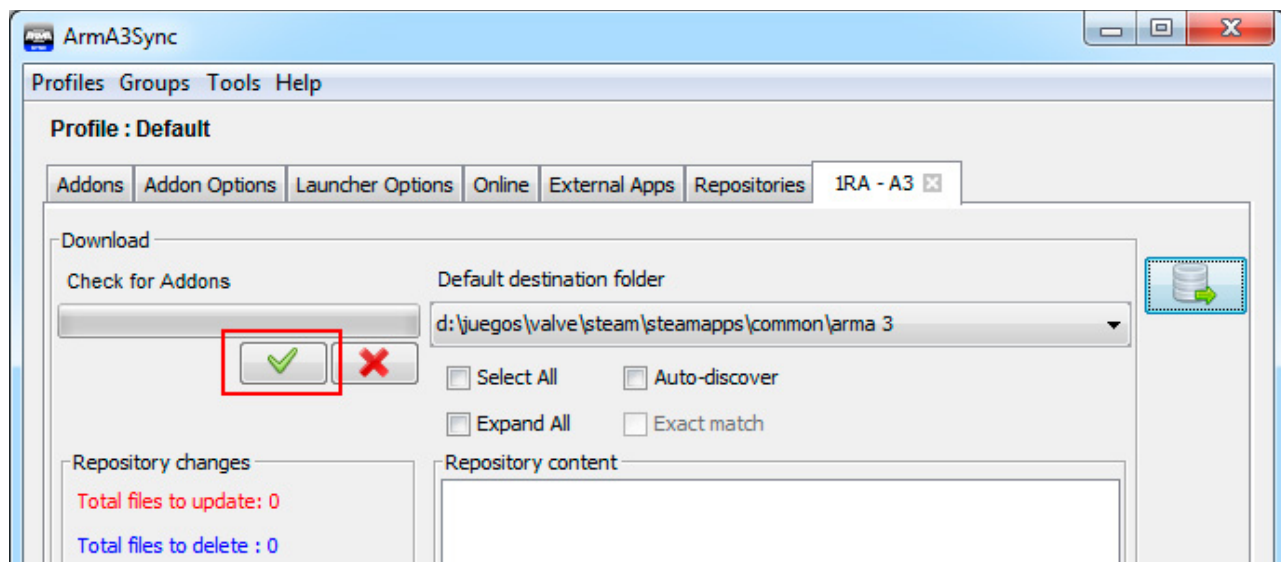 ArmA3Sync
Profiles Groups Tools Help
Profile : Default
Addons Addon Options Launcher Options Online External Apps Repositories 1RA - A3
Download
Check for Addons
Default destination folder
d:\juegos\valve\steam\steamapps\common\arma 3
Select All Auto-discover
Expand All Exact match
Repository changes
Repository content
Total files to update: 0
Total files to delete : 0